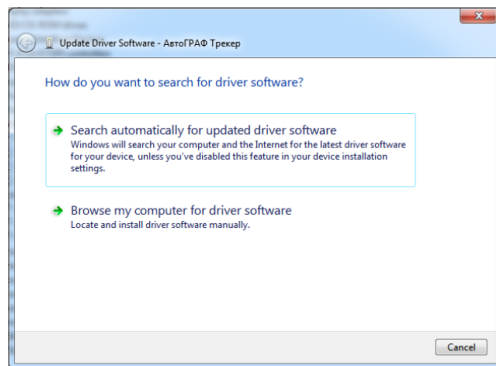 Update Driver Software - АвтоГРАФ Трекер
How do you want to search for driver software?
Search automatically for updated driver software
Windows will search your computer and the Internet for the latest driver software
for your device, unless you've disabled this feature in your device installation
settings.
Browse my computer for driver software
Locate and install driver software manually.
Cancel